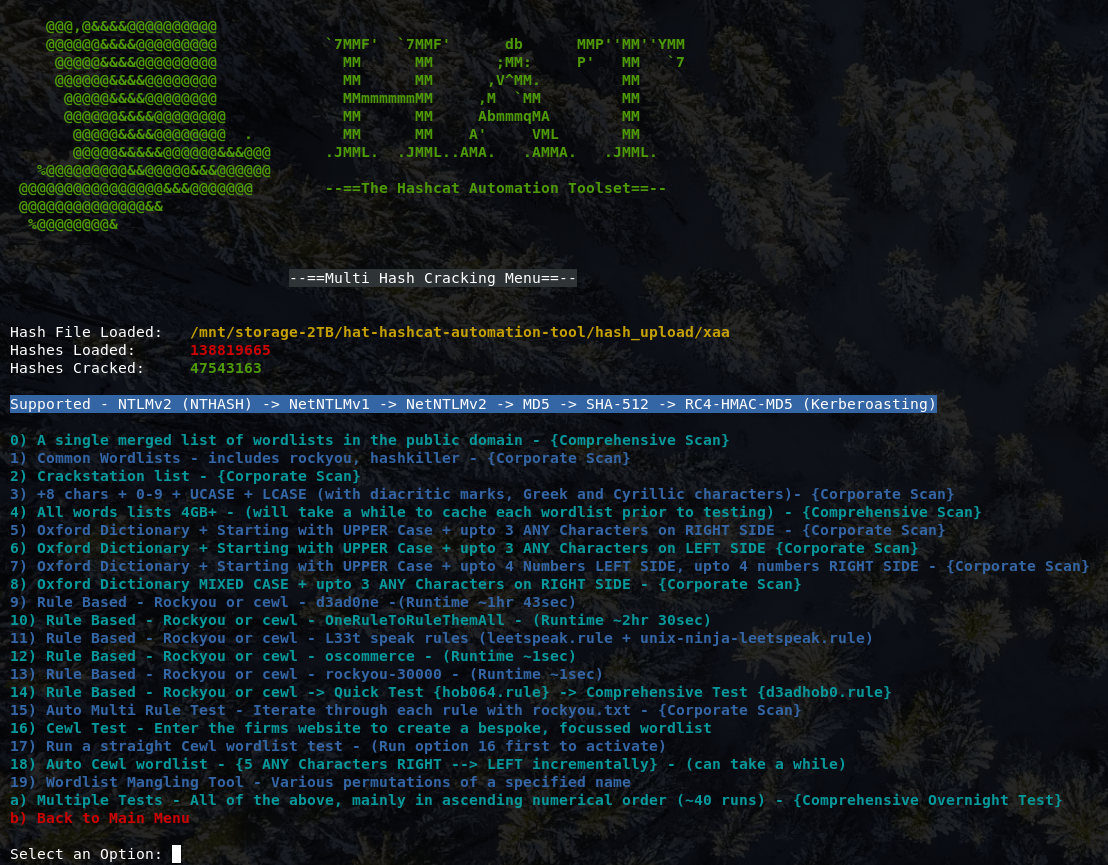 @@@,@&&&&@@@@@@@@@@
@@@@@@&&&&@@@@@@@@@ `7MMF' `7MMF' db MMP''MM''YMM
@@@@@&&&&@@@@@@@@@ MM MM ;MM: P' MM `7
@@@@@@&&&&@@@@@@@@ MM MM ,V^MM. MM
@@@@@&&&&@@@@@@@@ MMmmmmmmMM ,M `MM MM
@@@@@@&&&&@@@@@@@@ MM MM AbmmmqMA MM
@@@@@&&&&@@@@@@@@ . MM MM A' VML MM
@@@@@&&&&&@@@@@@&&&@@@ .JMML. .JMML..AMA. .AMMA. .JMML.
%@@@@@@@@@&&@@@@@&&&@@@@@@
@@@@@@@@@@@@@@@@&&&@@@@@@@ --==The Hashcat Automation Toolset==--
@@@@@@@@@@@@@@&&
%@@@@@@@@&
--==Multi Hash Cracking Menu==--
Hash File Loaded: /mnt/storage-2TB/hat-hashcat-automation-tool/hash_upload/xaa
Hashes Loaded: 138819665
Hashes Cracked: 47543163
Supported - NTLMv2 (NTHASH) -> NetNTLMv1 -> NetNTLMv2 -> MD5 -> SHA-512 -> RC4-HMAC-MD5 (Kerberoasting)
0) A single merged list of wordlists in the public domain - {Comprehensive Scan}
1) Common Wordlists - includes rockyou, hashkiller - {Corporate Scan}
2) Crackstation list - {Corporate Scan}
3) +8 chars + 0-9 + UCASE + LCASE (with diacritic marks, Greek and Cyrillic characters)- {Corporate Scan}
4) All words lists 4GB+ - (will take a while to cache each wordlist prior to testing) - {Comprehensive Scan}
5) Oxford Dictionary + Starting with UPPER Case + upto 3 ANY Characters on RIGHT SIDE - {Corporate Scan}
6) Oxford Dictionary + Starting with UPPER Case + upto 3 ANY Characters on LEFT SIDE {Corporate Scan}
7) Oxford Dictionary + Starting with UPPER Case + upto 4 Numbers LEFT SIDE, upto 4 numbers RIGHT SIDE - {Corporate Scan}
8) Oxford Dictionary MIXED CASE + upto 3 ANY Characters on RIGHT SIDE - {Corporate Scan}
9) Rule Based - Rockyou or cewl - d3ad0ne -(Runtime ~1hr 43sec)
10) Rule Based - Rockyou or cewl - OneRuleToRuleThemAll - (Runtime ~2hr 30sec)
11) Rule Based - Rockyou or cewl - L33t speak rules (leetspeak.rule + unix-ninja-leetspeak.rule)
12) Rule Based - Rockyou or cewl - oscommerce - (Runtime ~1sec)
13) Rule Based - Rockyou or cewl - rockyou-30000 - (Runtime ~1sec)
14) Rule Based - Rockyou or cewl -> Quick Test {hob064.rule} -> Comprehensive Test {d3adhob0.rule}
15) Auto Multi Rule Test - Iterate through each rule with rockyou.txt - {Corporate Scan}
16) Cewl Test - Enter the firms website to create a bespoke, focussed wordlist
17) Run a straight Cewl wordlist test - (Run option 16 first to activate)
18) Auto Cewl wordlist - {5 ANY Characters RIGHT --> LEFT incrementally} - (can take a while)
19) Wordlist Mangling Tool - Various permutations of a specified name
a) Multiple Tests - All of the above, mainly in ascending numerical order (~40 runs) - {Comprehensive Overnight Test}
b) Back to Main Menu
Select an Option: